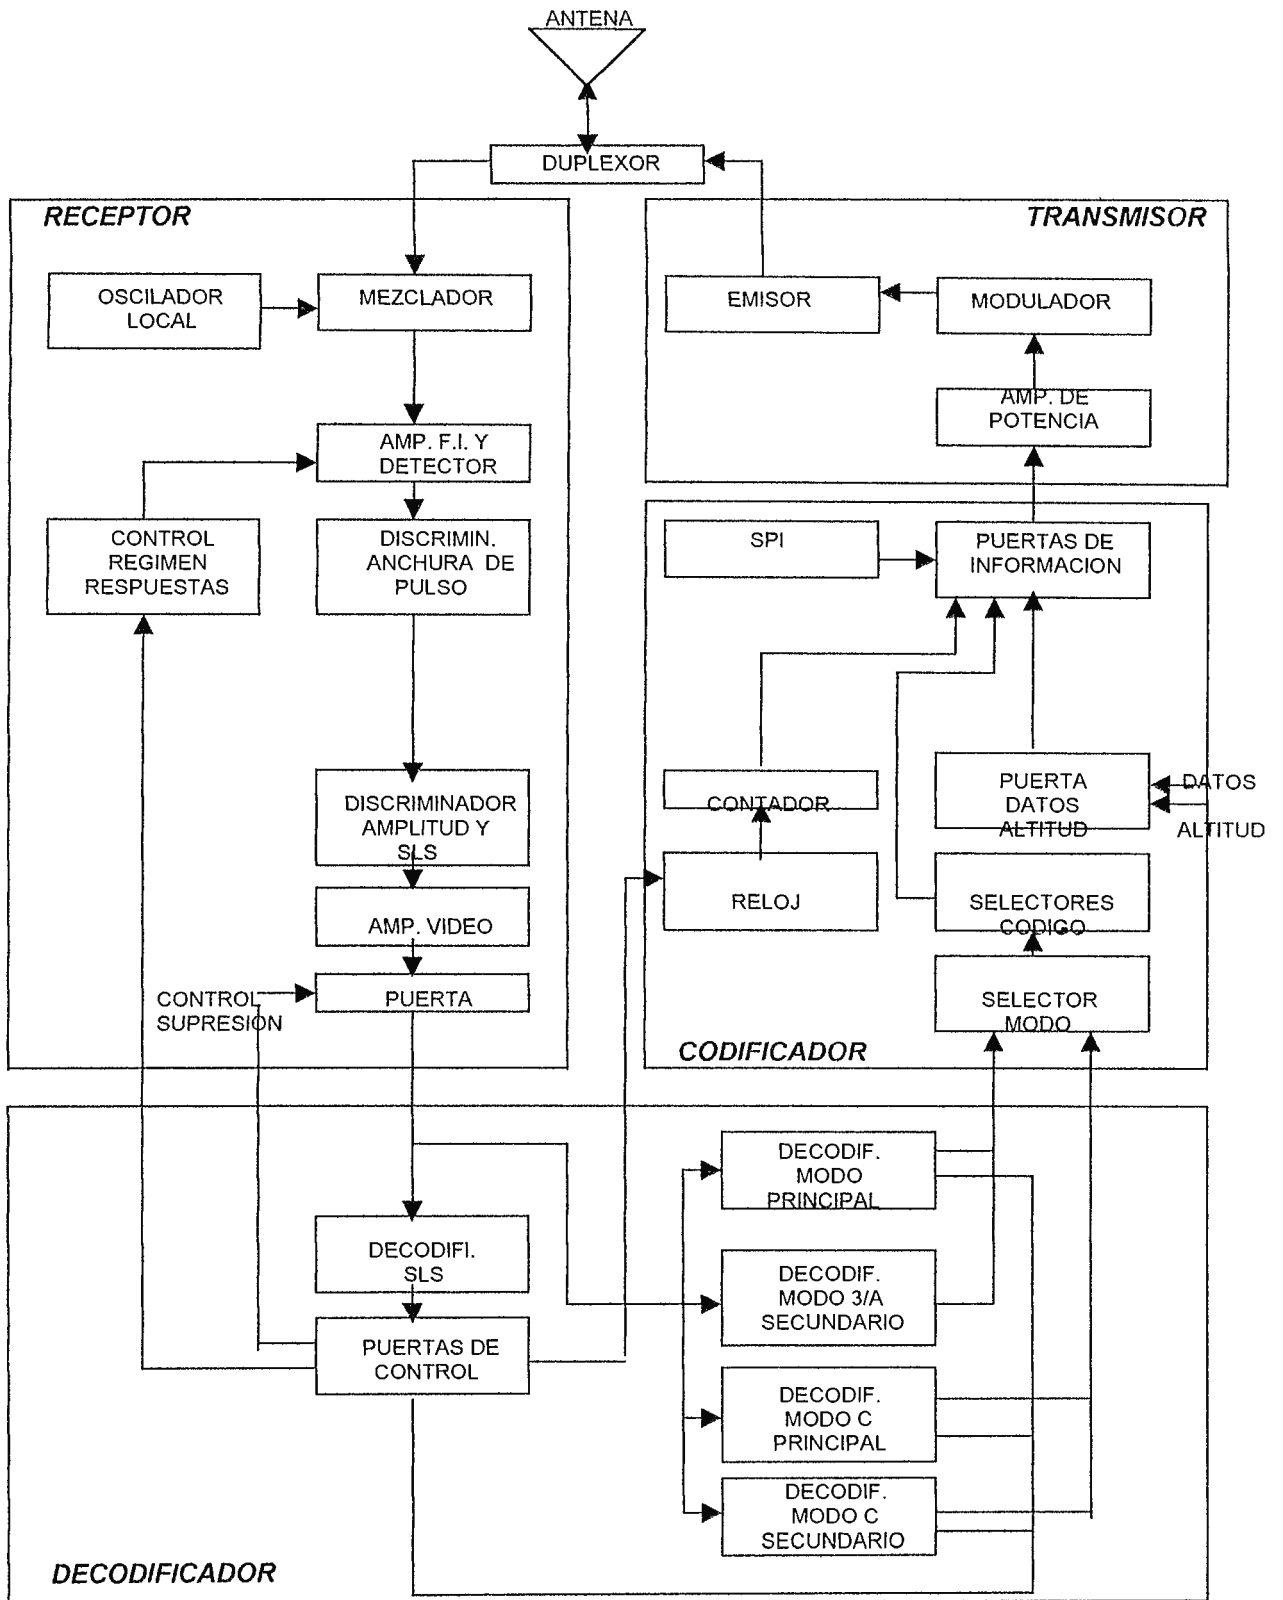 ANTENA
DUPLEXOR
RECEPTOR
OSCILADOR
LOCAL
MEZCLADOR
AMP. F.I. Y
DETECTOR
CONTROL
REGIMEN
RESPUESTAS
DISCRIMIN.
ANCHURA DE
PULSO
DISCRIMINADOR
AMPLITUD Y
SLS
AMP. VIDEO
CONTROL
SUPRESION
PUERTA
TRANSMISOR
EMISOR
MODULADOR
AMP. DE
POTENCIA
SPI
PUERTAS DE
INFORMACION
CONTADOR
PUERTA
DATOS
ALTITUD
DATOS
ALTITUD
RELOJ
SELECTORES
CODIGO
SELECTOR
MODO
CODIFICADOR
DECODIF.
MODO
PRINCIPAL
DECODIFI.
SLS
DECODIF.
MODO 3/A
SECUNDARIO
PUERTAS DE
CONTROL
DECODIF.
MODO C
PRINCIPAL
DECODIF.
MODO C
SECUNDARIO
DECODIFICADOR